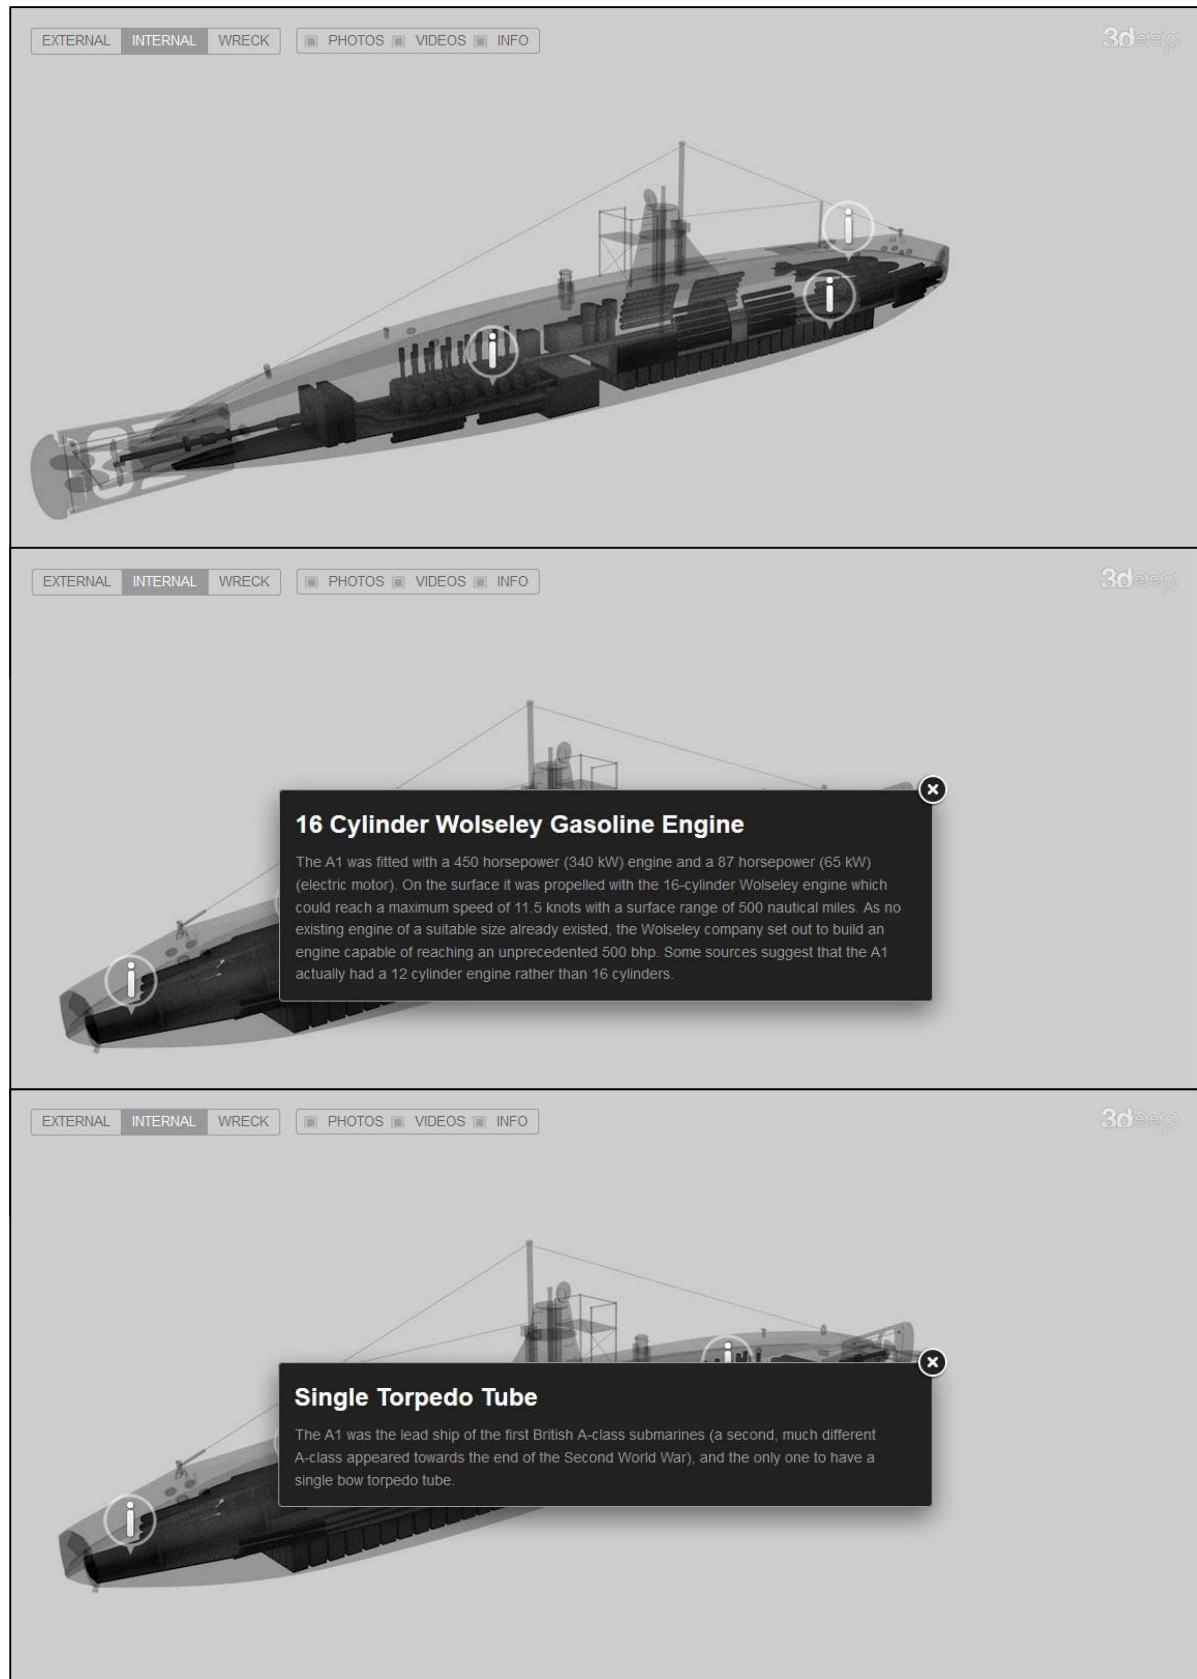 EXTERNAL INTERNAL WRECK PHOTOS VIDEOS INFO 3deep
EXTERNAL INTERNAL WRECK PHOTOS VIDEOS INFO 3deep
16 Cylinder Wolseley Gasoline Engine
The A1 was fitted with a 450 horsepower (340 kW) engine and a 87 horsepower (65 kW)
(electric motor). On the surface it was propelled with the 16-cylinder Wolseley engine which
could reach a maximum speed of 11.5 knots with a surface range of 500 nautical miles. As no
existing engine of a suitable size already existed, the Wolseley company set out to build an
engine capable of reaching an unprecedented 500 bhp. Some sources suggest that the A1
actually had a 12 cylinder engine rather than 16 cylinders.
EXTERNAL INTERNAL WRECK PHOTOS VIDEOS INFO 3deep
Single Torpedo Tube
The A1 was the lead ship of the first British A-class submarines (a second, much different
A-class appeared towards the end of the Second World War), and the only one to have a
single bow torpedo tube.